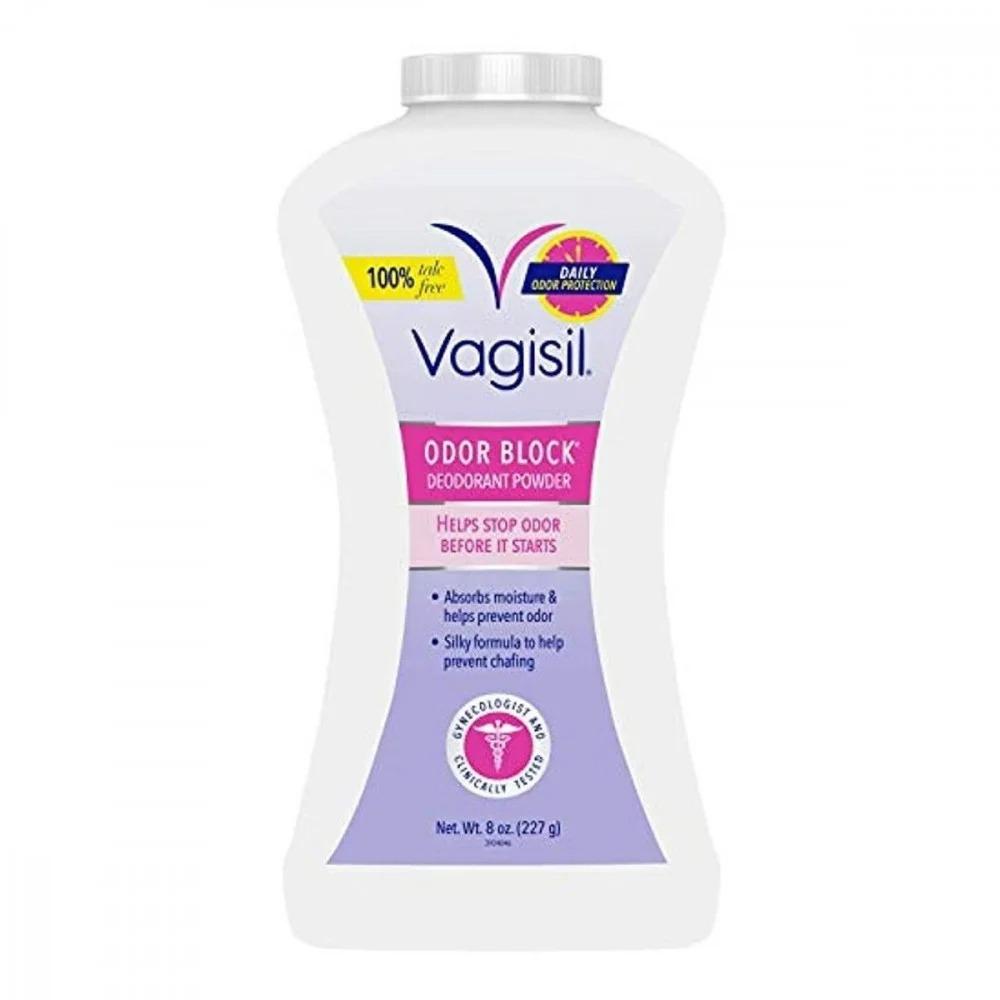 100% talc free
DAILY
ODOR PROTECTION
Vagisil®
ODOR BLOCK®
DEODORANT POWDER
HELPS STOP ODOR
BEFORE IT STARTS
• Absorbs moisture &
helps prevent odor
• Silky formula to help
prevent chafing
GYNECOLOGIST AND
CLINICALLY TESTED
Net. Wt. 8 oz. (227 g)